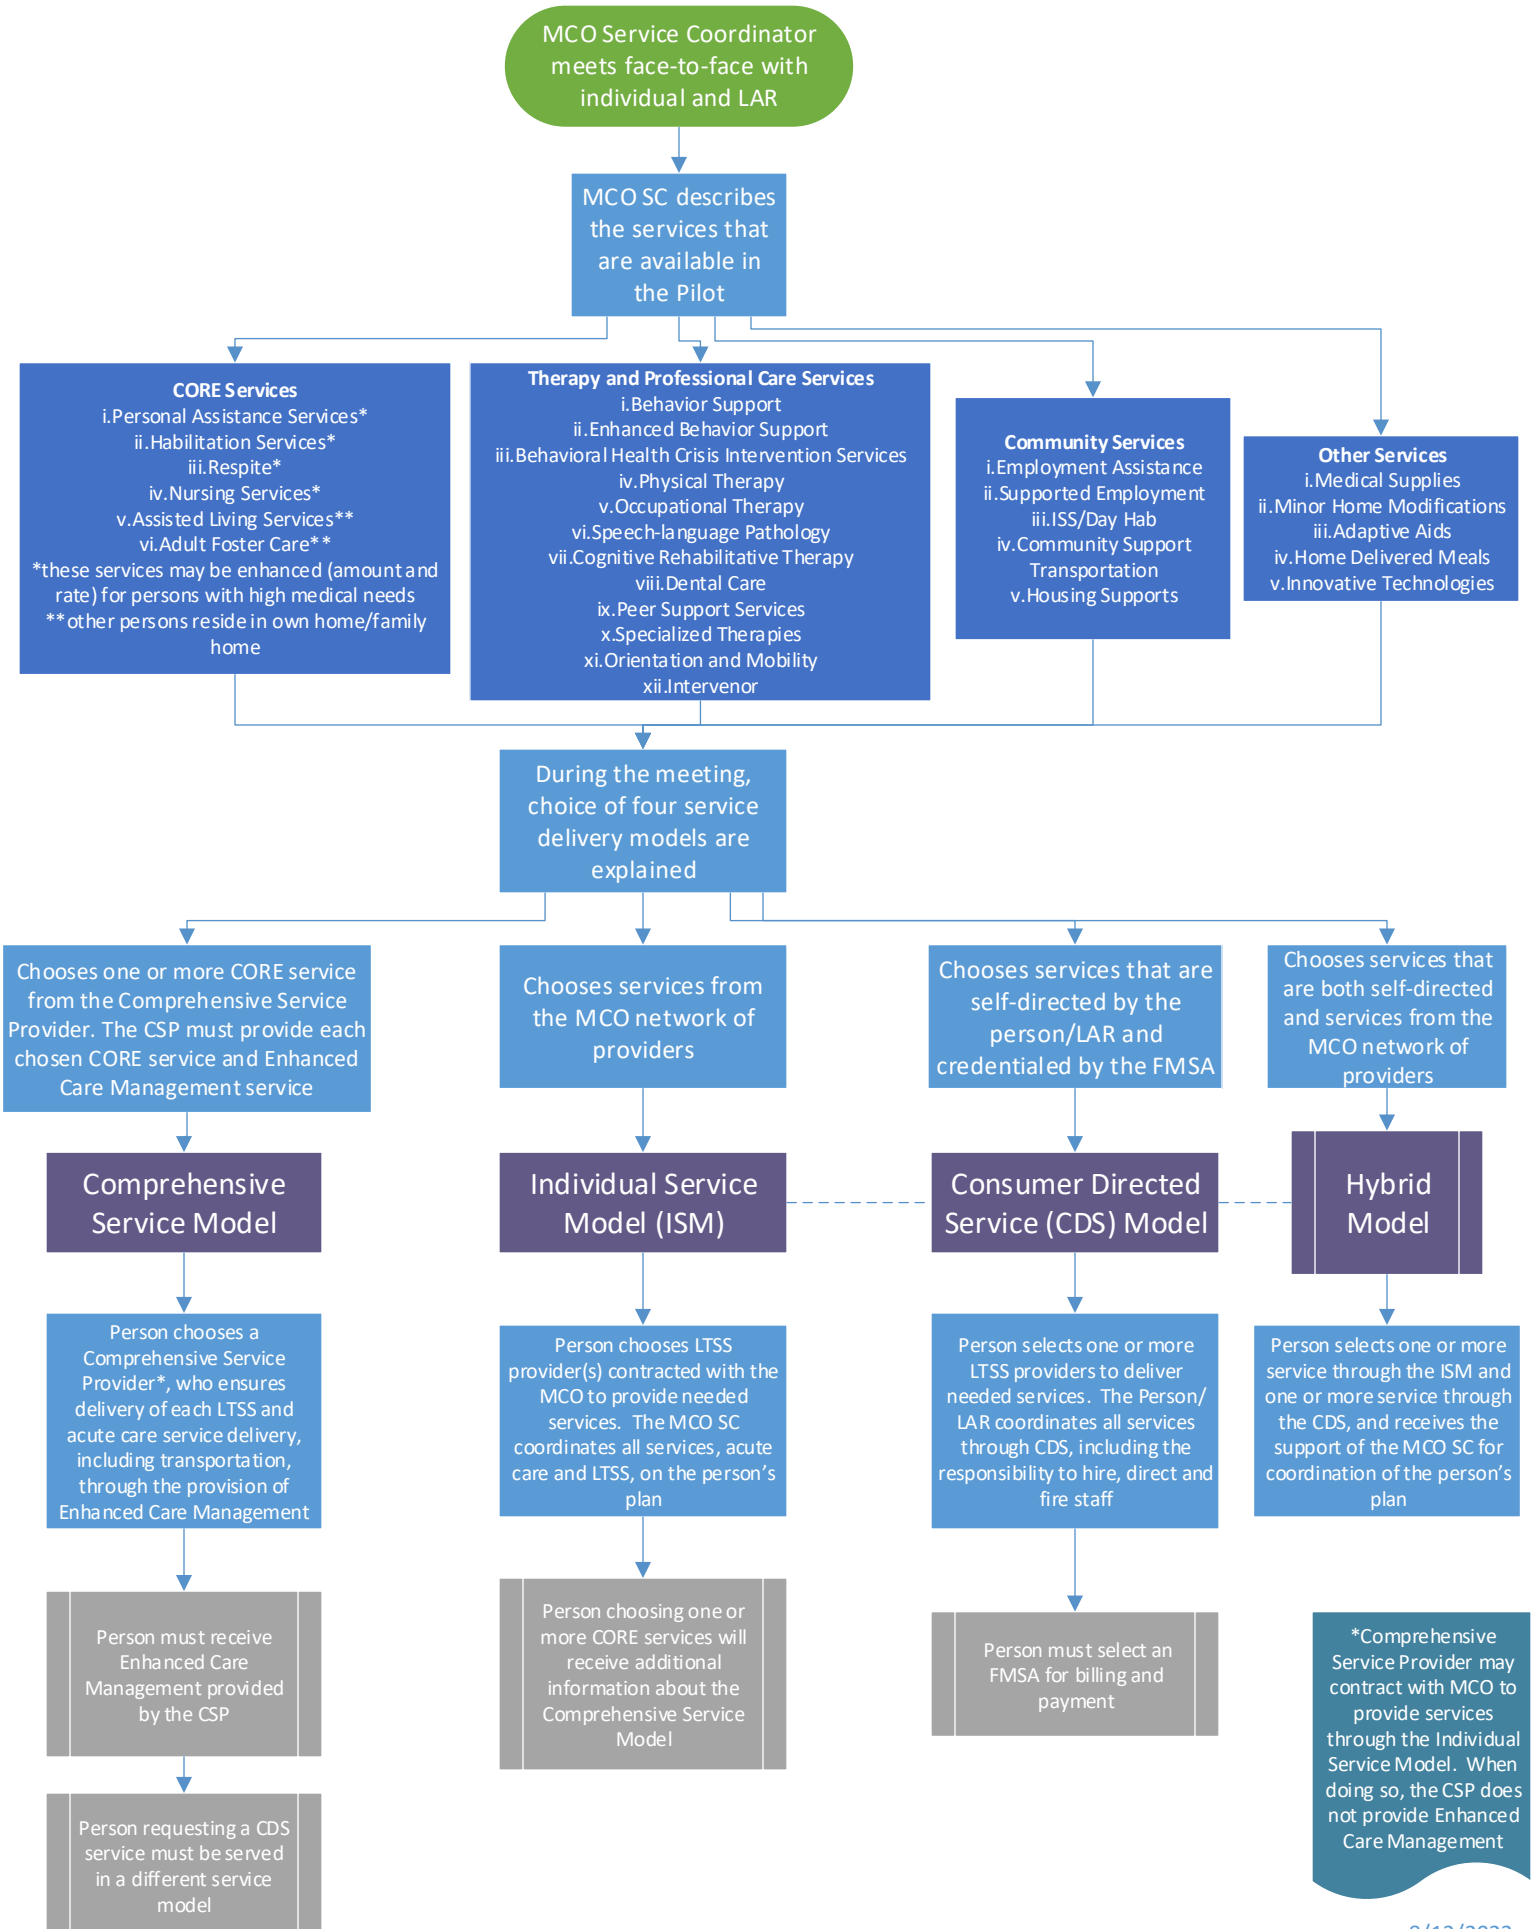 MCO Service Coordinator
meets face-to-face with
individual and LAR
MCO SC describes
the services that
are available in
the Pilot
CORE Services
i.Personal Assistance Services*
ii.Habilitation Services*
iii.Respite*
iv.Nursing Services*
v.Assisted Living Services**
vi.Adult Foster Care**
*these services may be enhanced (amount and
rate) for persons with high medical needs
**other persons reside in own home/family
home
Therapy and Professional Care Services
i.Behavior Support
ii.Enhanced Behavior Support
iii.Behavioral Health Crisis Intervention Services
iv.Physical Therapy
v.Occupational Therapy
vi.Speech-language Pathology
vii.Cognitive Rehabilitative Therapy
viii.Dental Care
ix.Peer Support Services
x.Specialized Therapies
xi.Orientation and Mobility
xii.Intervenor
Community Services
i.Employment Assistance
ii.Supported Employment
iii.ISS/Day Hab
iv.Community Support
Transportation
v.Housing Supports
Other Services
i.Medical Supplies
ii.Minor Home Modifications
iii.Adaptive Aids
iv.Home Delivered Meals
v.Innovative Technologies
During the meeting,
choice of four service
delivery models are
explained
Chooses one or more CORE service
from the Comprehensive Service
Provider. The CSP must provide each
chosen CORE service and Enhanced
Care Management service
Chooses services from
the MCO network of
providers
Chooses services that are
self-directed by the
person/LAR and
credentialed by the FMSA
Chooses services that
are both self-directed
and services from the
MCO network of
providers
Comprehensive
Service Model
Individual Service
Model (ISM)
Consumer Directed
Service (CDS) Model
Hybrid
Model
Person chooses a
Comprehensive Service
Provider*, who ensures
delivery of each LTSS and
acute care service delivery,
including transportation,
through the provision of
Enhanced Care Management
Person chooses LTSS
provider(s) contracted with the
MCO to provide needed
services.  The MCO SC
coordinates all services, acute
care and LTSS, on the person's
plan
Person selects one or more
LTSS providers to deliver
needed services.  The Person/
LAR coordinates all services
through CDS, including the
responsibility to hire, direct and
fire staff
Person selects one or more
service through the ISM and
one or more service through
the CDS, and receives the
support of the MCO SC for
coordination of the person's
plan
Person must receive
Enhanced Care
Management provided
by the CSP
Person choosing one or
more CORE services will
receive additional
information about the
Comprehensive Service
Model
Person must select an
FMSA for billing and
payment
*Comprehensive
Service Provider may
contract with MCO to
provide services
through the Individual
Service Model.  When
doing so, the CSP does
not provide Enhanced
Care Management
Person requesting a CDS
service must be served
in a different service
model